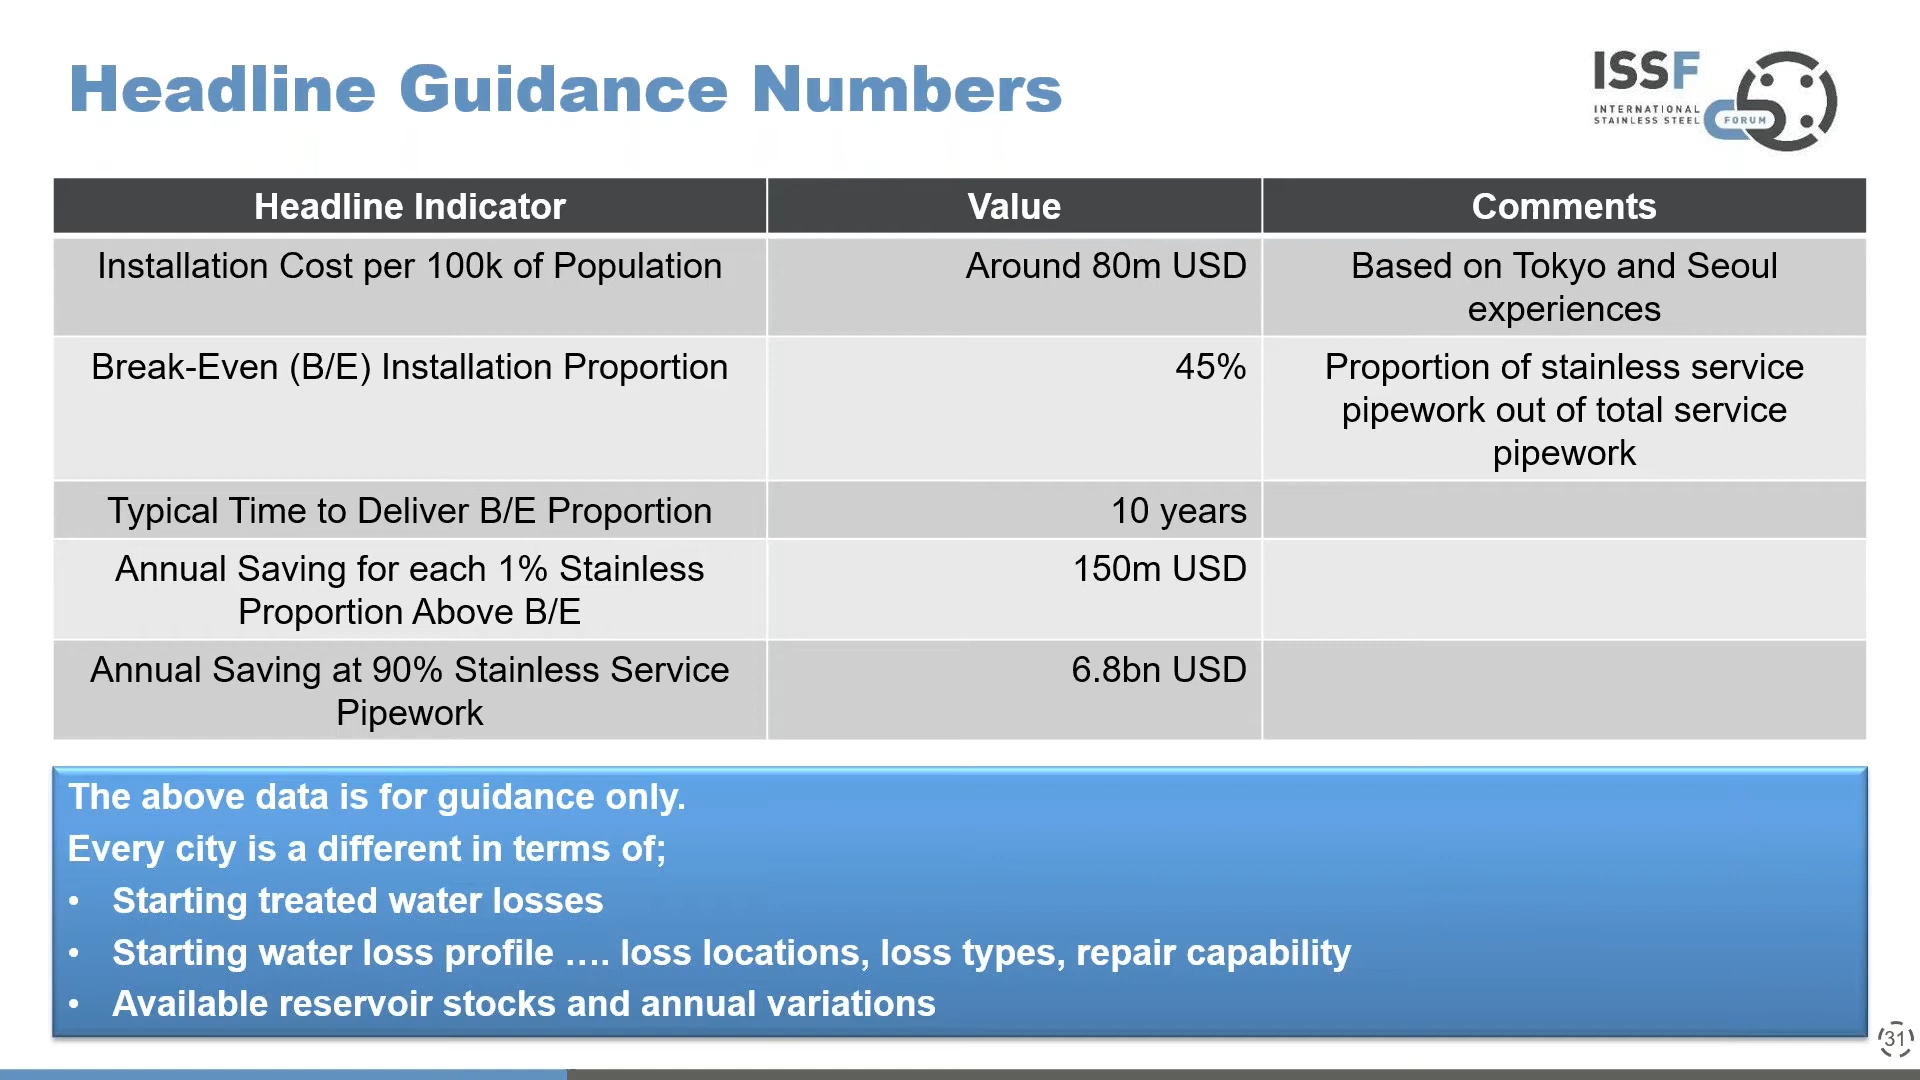 Headline Guidance Numbers
ISSF
INTERNATIONAL
STAINLESS STEEL
FORUM
Headline Indicator
Value
Comments
Installation Cost per 100k of Population
Around 80m USD
Based on Tokyo and Seoul
experiences
Break-Even (B/E) Installation Proportion
45%
Proportion of stainless service
pipework out of total service
pipework
Typical Time to Deliver B/E Proportion
10 years
Annual Saving for each 1% Stainless
Proportion Above B/E
150m USD
Annual Saving at 90% Stainless Service
Pipework
6.8bn USD
The above data is for guidance only.
Every city is a different in terms of;
• Starting treated water losses
• Starting water loss profile .... loss locations, loss types, repair capability
• Available reservoir stocks and annual variations
31